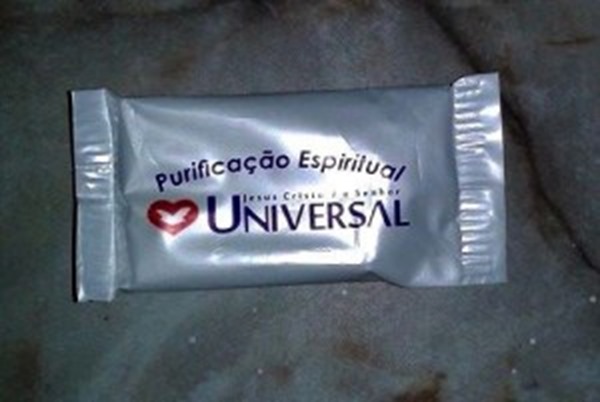 Purificação Espiritual
Jesus Cristo é o Senhor
UNIVERSAL